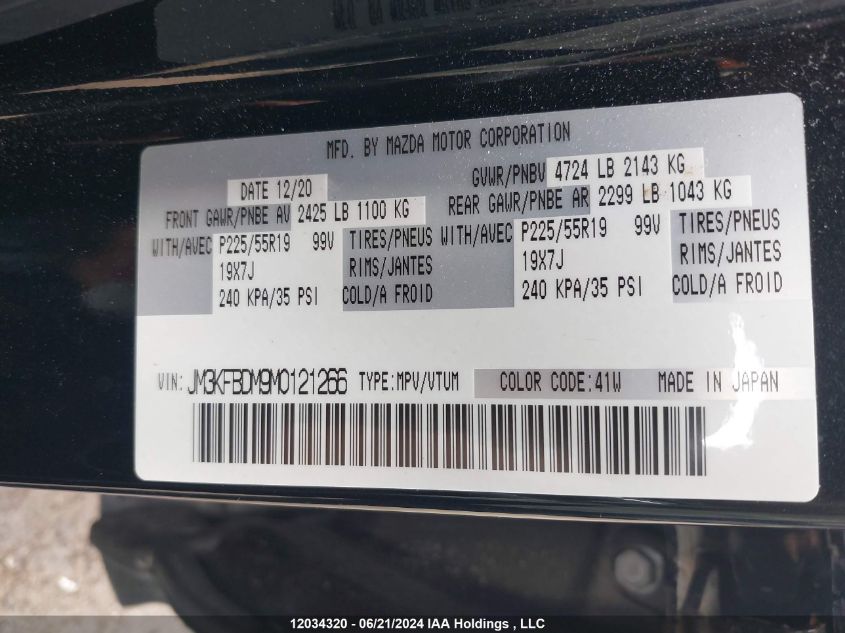 MFD. BY MAZDA MOTOR CORPORATION
DATE 12/20 GVWR/PNBV 4724 LB 2143 KG
FRONT GAWR/PNBE AV 2425 LB 1100 KG REAR GAWR/PNBE AR 2299 LB 1043 KG
WITH/AVEC P225/55R19 99V TIRES/PNEUS WITH/AVEC P225/55R19 99V TIRES/PNEUS
19X7J RIMS/JANTES 19X7J RIMS/JANTES
240 KPA/35 PSI COLD/A FROID 240 KPA/35 PSI COLD/A FROID
VIN: JM3KFBDM9M0121266 TYPE:MPV/VTUM COLOR CODE:41W MADE IN JAPAN
12034320 - 06/21/2024 IAA Holdings , LLC